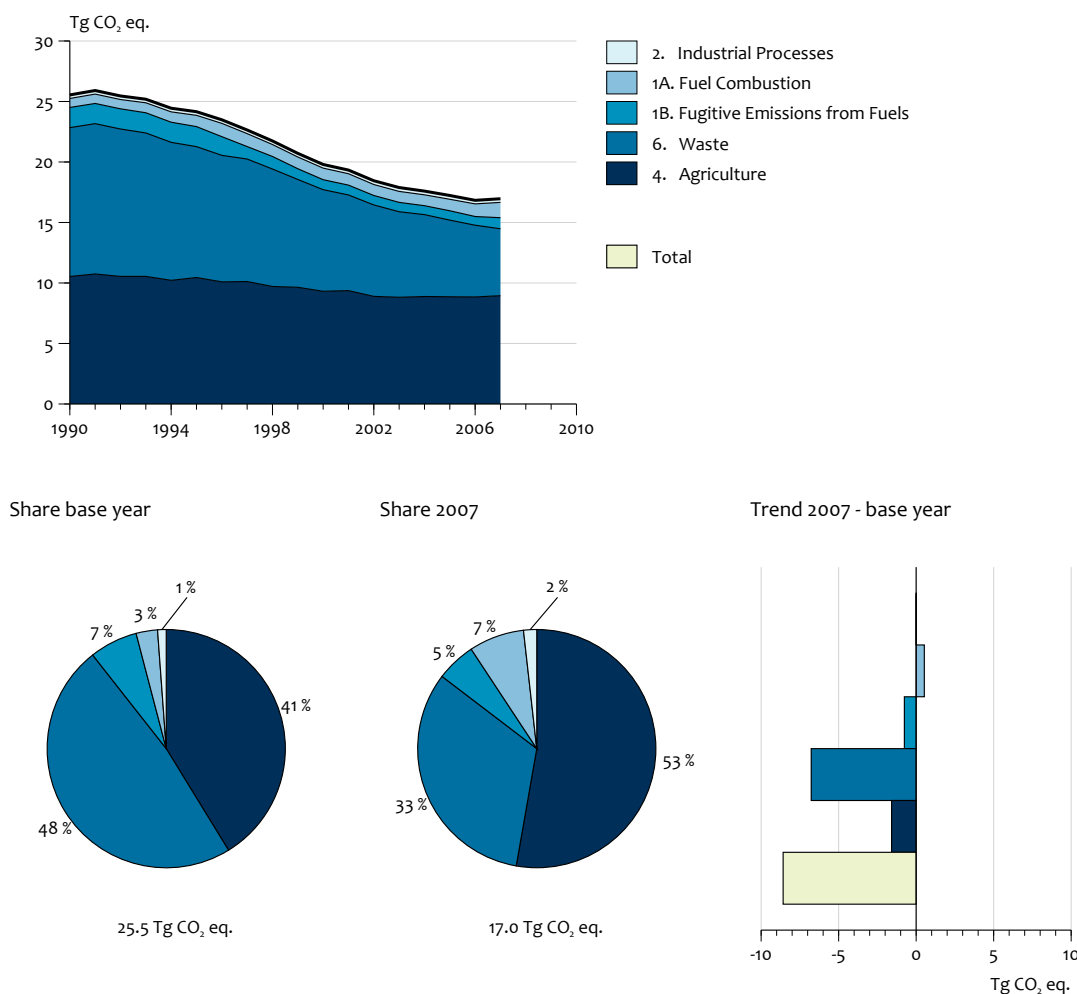 Tg CO₂ eq.
30
25
20
15
10
5
0
1990 1994 1998 2002 2006 2010
2. Industrial Processes
1A. Fuel Combustion
1B. Fugitive Emissions from Fuels
6. Waste
4. Agriculture
Total
Share base year
1 %
3 %
7 %
41 %
48 %
25.5 Tg CO₂ eq.
Share 2007
2 %
7 %
5 %
53 %
33 %
17.0 Tg CO₂ eq.
Trend 2007 - base year
-10 -5 0 5 10
Tg CO₂ eq.